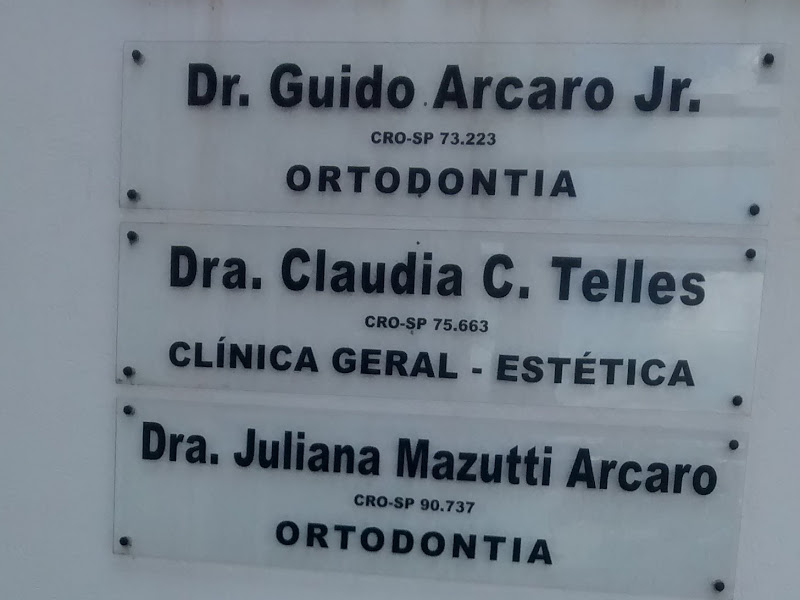 Dr. Guido Arcaro Jr.
CRO-SP 73.223
ORTODONTIA
Dra. Claudia C. Telles
CRO-SP 75.663
CLÍNICA GERAL - ESTÉTICA
Dra. Juliana Mazutti Arcaro
CRO-SP 90.737
ORTODONTIA